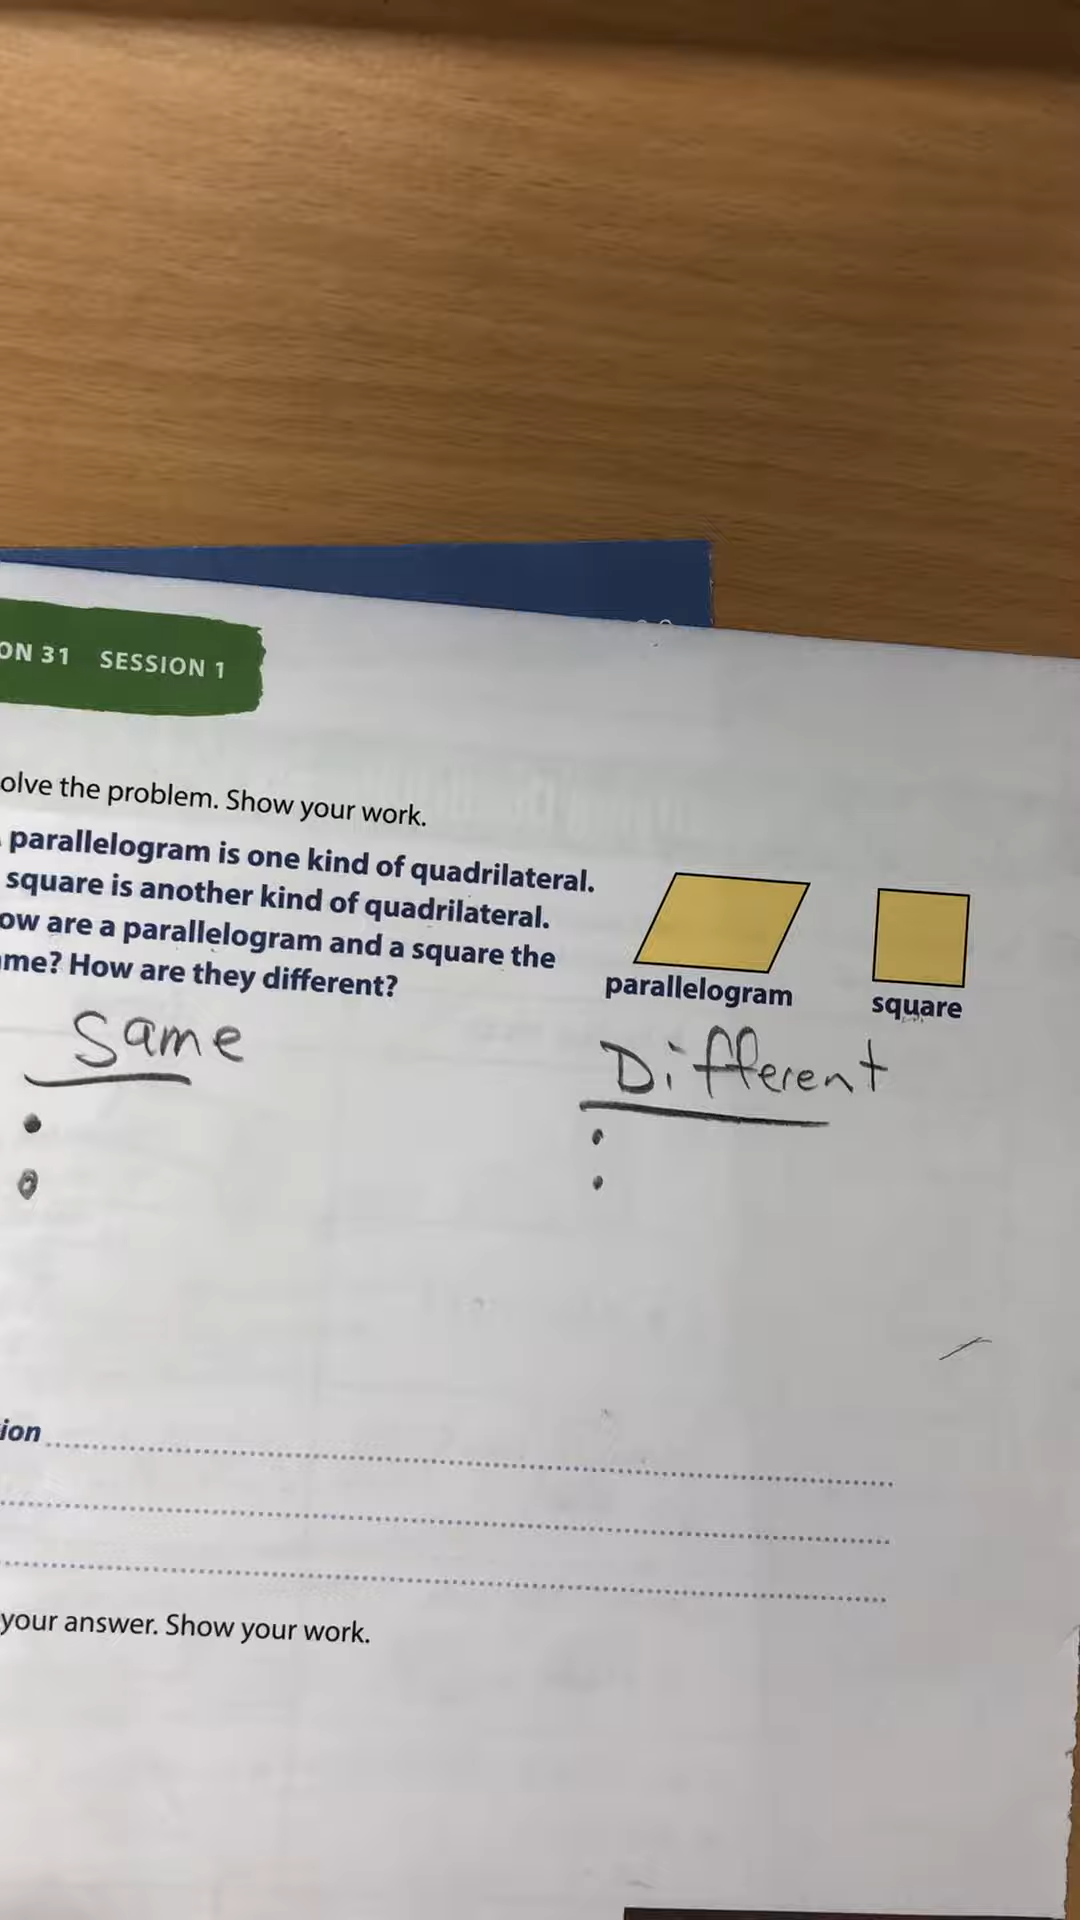 ON 31 SESSION 1
olve the problem. Show your work.
parallelogram is one kind of quadrilateral.
square is another kind of quadrilateral.
ow are a parallelogram and a square the
me? How are they different?
parallelogram
square
Same
Different
ion
your answer. Show your work.